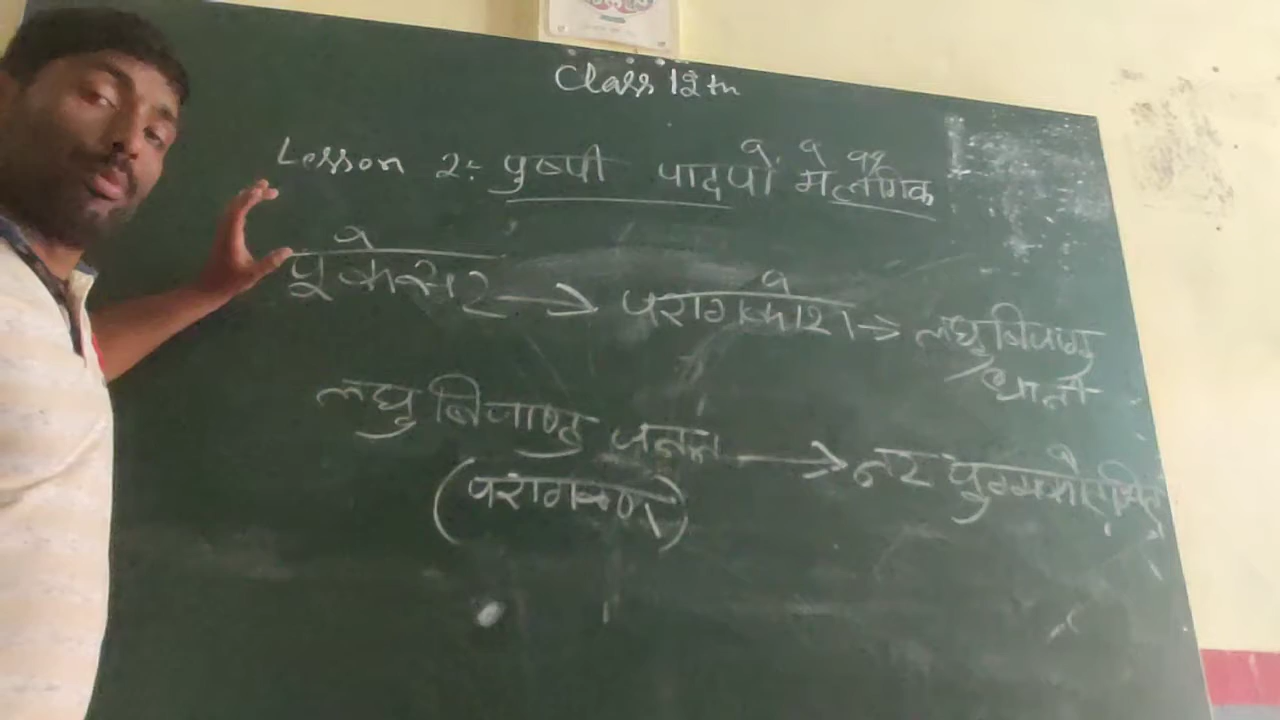 Class 12th
Lesson 2: पुष्पी पादपो मे लैगिक
पुकेसर → परागकोश → लघुबिजाणु
धानी
लघु बिजाणु जनन → नर युग्मकोद्भिद
(परागकण)